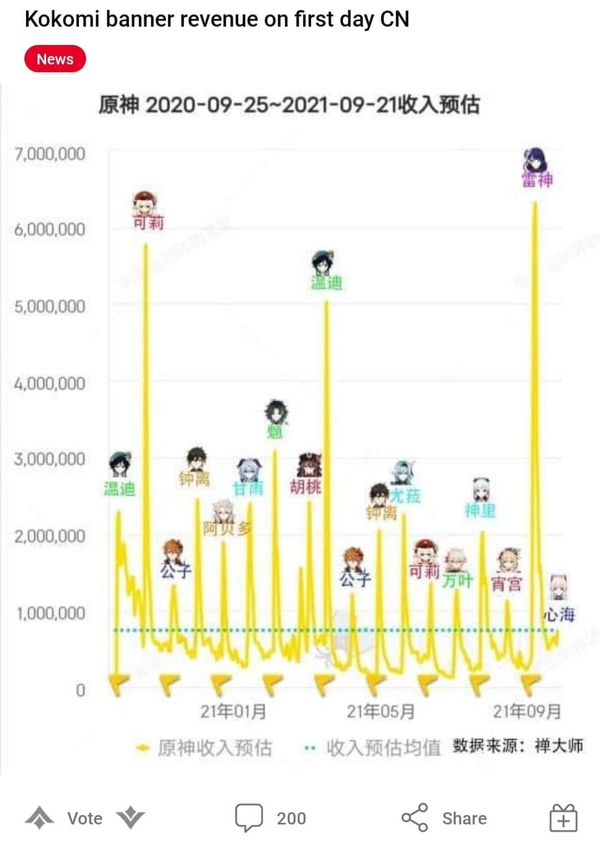 Kokomi banner revenue on first day CN
News
原神 2020-09-25~2021-09-21收入预估
7,000,000
雷神
可莉
6,000,000
温迪
5,000,000
4,000,000
魈
3,000,000
温迪
钟离
甘雨
胡桃
尤菈
阿贝多
钟离
神里
2,000,000
公子
公子
可莉
万叶
宵宫
心海
1,000,000
0
21年01月
21年05月
21年09月
原神收入预估
收入预估均值
数据来源：禅大师
Vote
200
Share